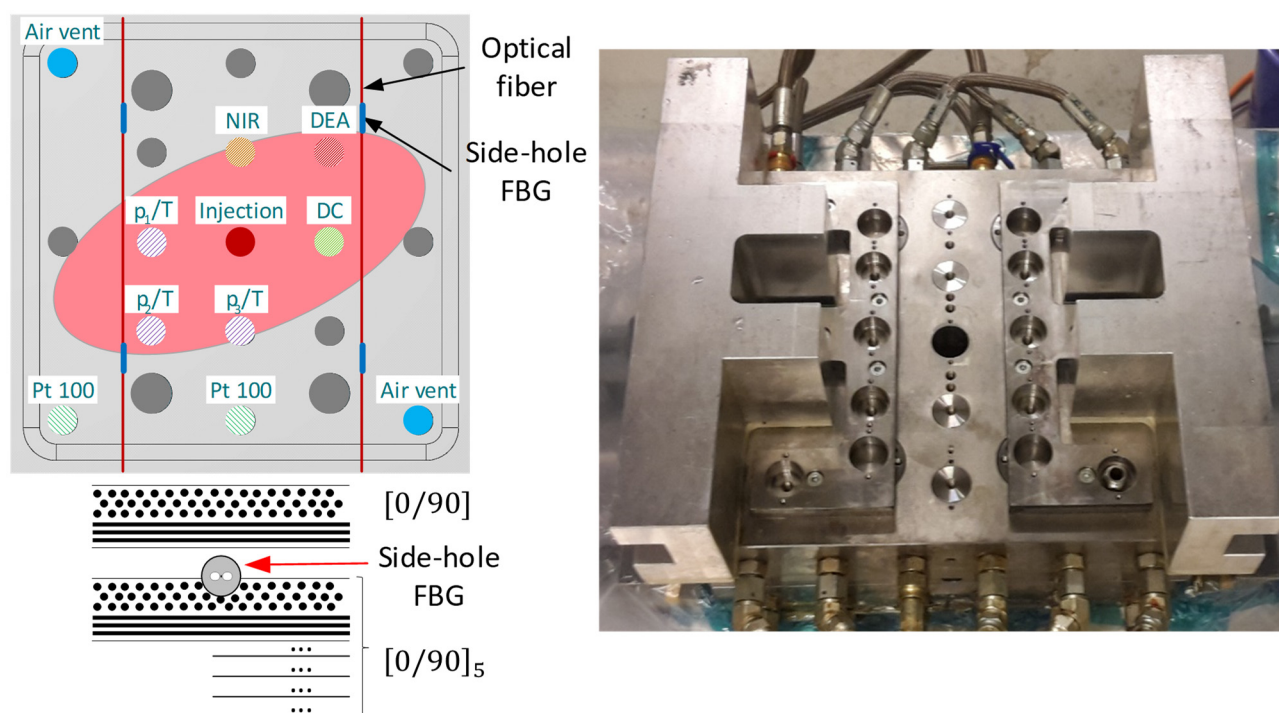 Air vent
Optical
fiber
NIR
DEA
Side-hole
FBG
p₁/T
Injection
DC
p₂/T
p₃/T
Pt 100
Pt 100
Air vent
[0/90]
Side-hole
FBG
[0/90]₅